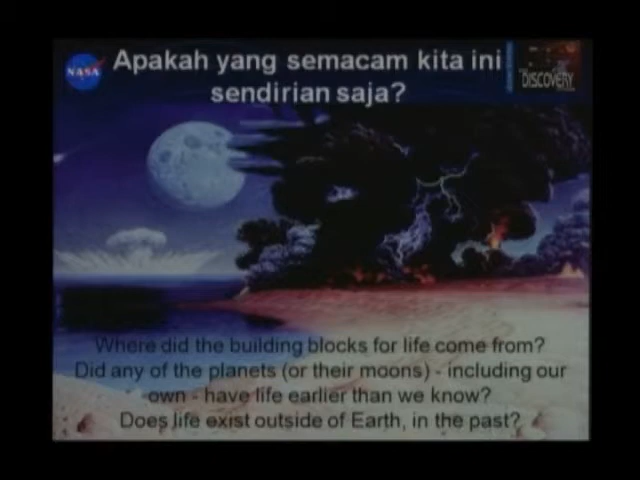 NASA
Apakah yang semacam kita ini
sendirian saja?
DISCOVERY
Where did the building blocks for life come from?
Did any of the planets (or their moons) - including our
own - have life earlier than we know?
Does life exist outside of Earth, in the past?